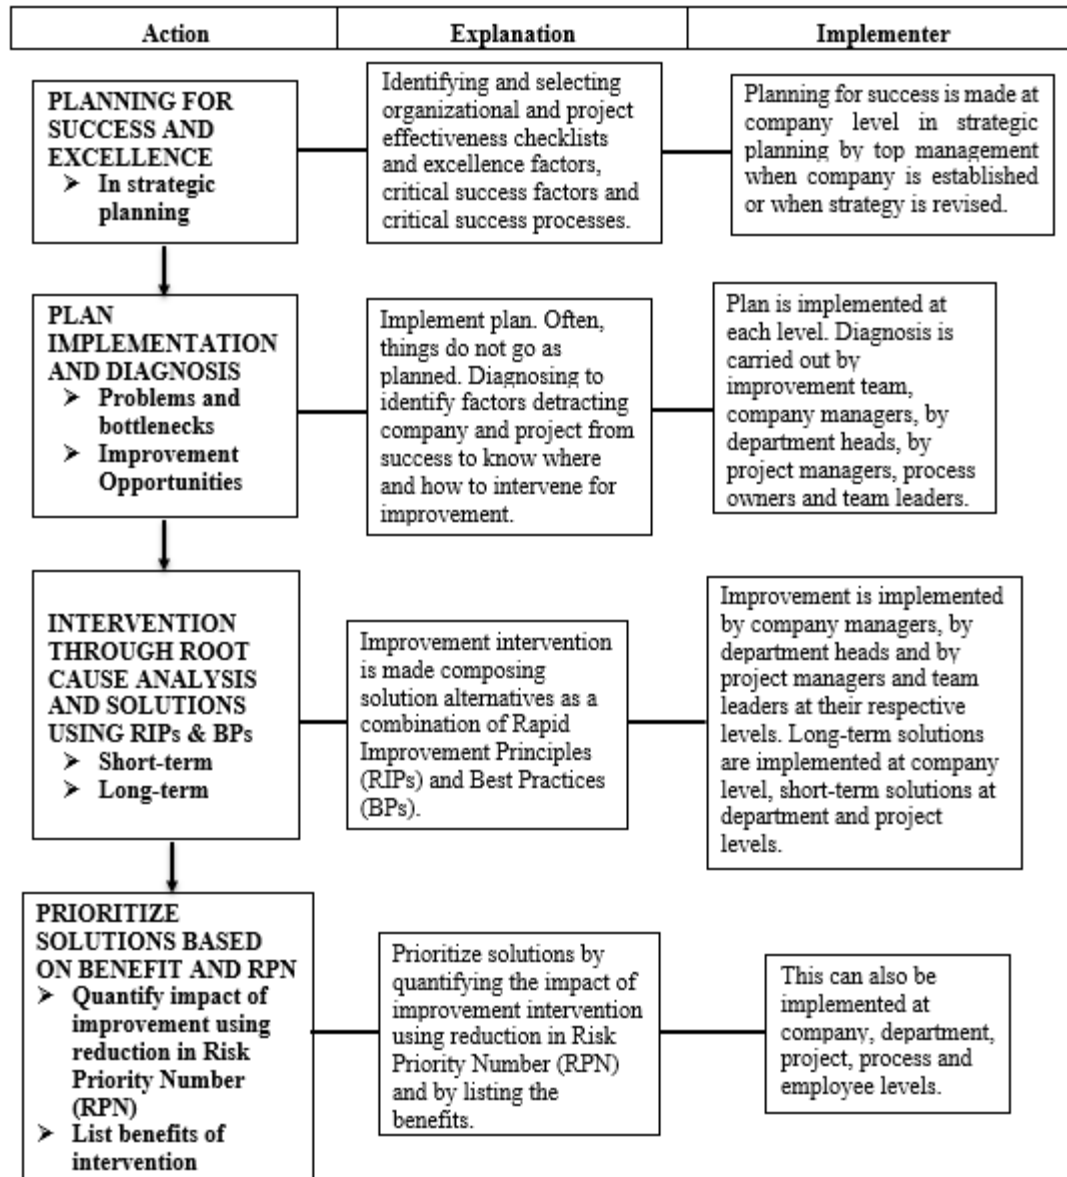 Action
Explanation
Implementer
PLANNING FOR
SUCCESS AND
EXCELLENCE
➢ In strategic
planning
Identifying and selecting
organizational and project
effectiveness checklists
and excellence factors,
critical success factors and
critical success processes.
Planning for success is made at
company level in strategic
planning by top management
when company is established
or when strategy is revised.
PLAN
IMPLEMENTATION
AND DIAGNOSIS
➢ Problems and
bottlenecks
➢ Improvement
Opportunities
Implement plan. Often,
things do not go as
planned. Diagnosing to
identify factors detracting
company and project from
success to know where
and how to intervene for
improvement.
Plan is implemented at
each level. Diagnosis is
carried out by
improvement team,
company managers, by
department heads, by
project managers, process
owners and team leaders.
INTERVENTION
THROUGH ROOT
CAUSE ANALYSIS
AND SOLUTIONS
USING RIPs & BPs
➢ Short-term
➢ Long-term
Improvement intervention
is made composing
solution alternatives as a
combination of Rapid
Improvement Principles
(RIPs) and Best Practices
(BPs).
Improvement is implemented
by company managers, by
department heads and by
project managers and team
leaders at their respective
levels. Long-term solutions
are implemented at company
level, short-term solutions at
department and project
levels.
PRIORITIZE
SOLUTIONS BASED
ON BENEFIT AND RPN
➢ Quantify impact of
improvement using
reduction in Risk
Priority Number
(RPN)
➢ List benefits of
intervention
Prioritize solutions by
quantifying the impact of
improvement intervention
using reduction in Risk
Priority Number (RPN)
and by listing the
benefits.
This can also be
implemented at
company, department,
project, process and
employee levels.